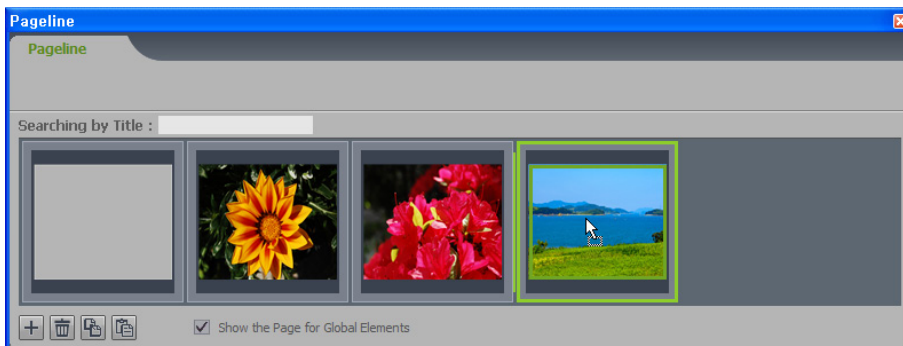 Pageline
Pageline
Searching by Title :
Show the Page for Global Elements